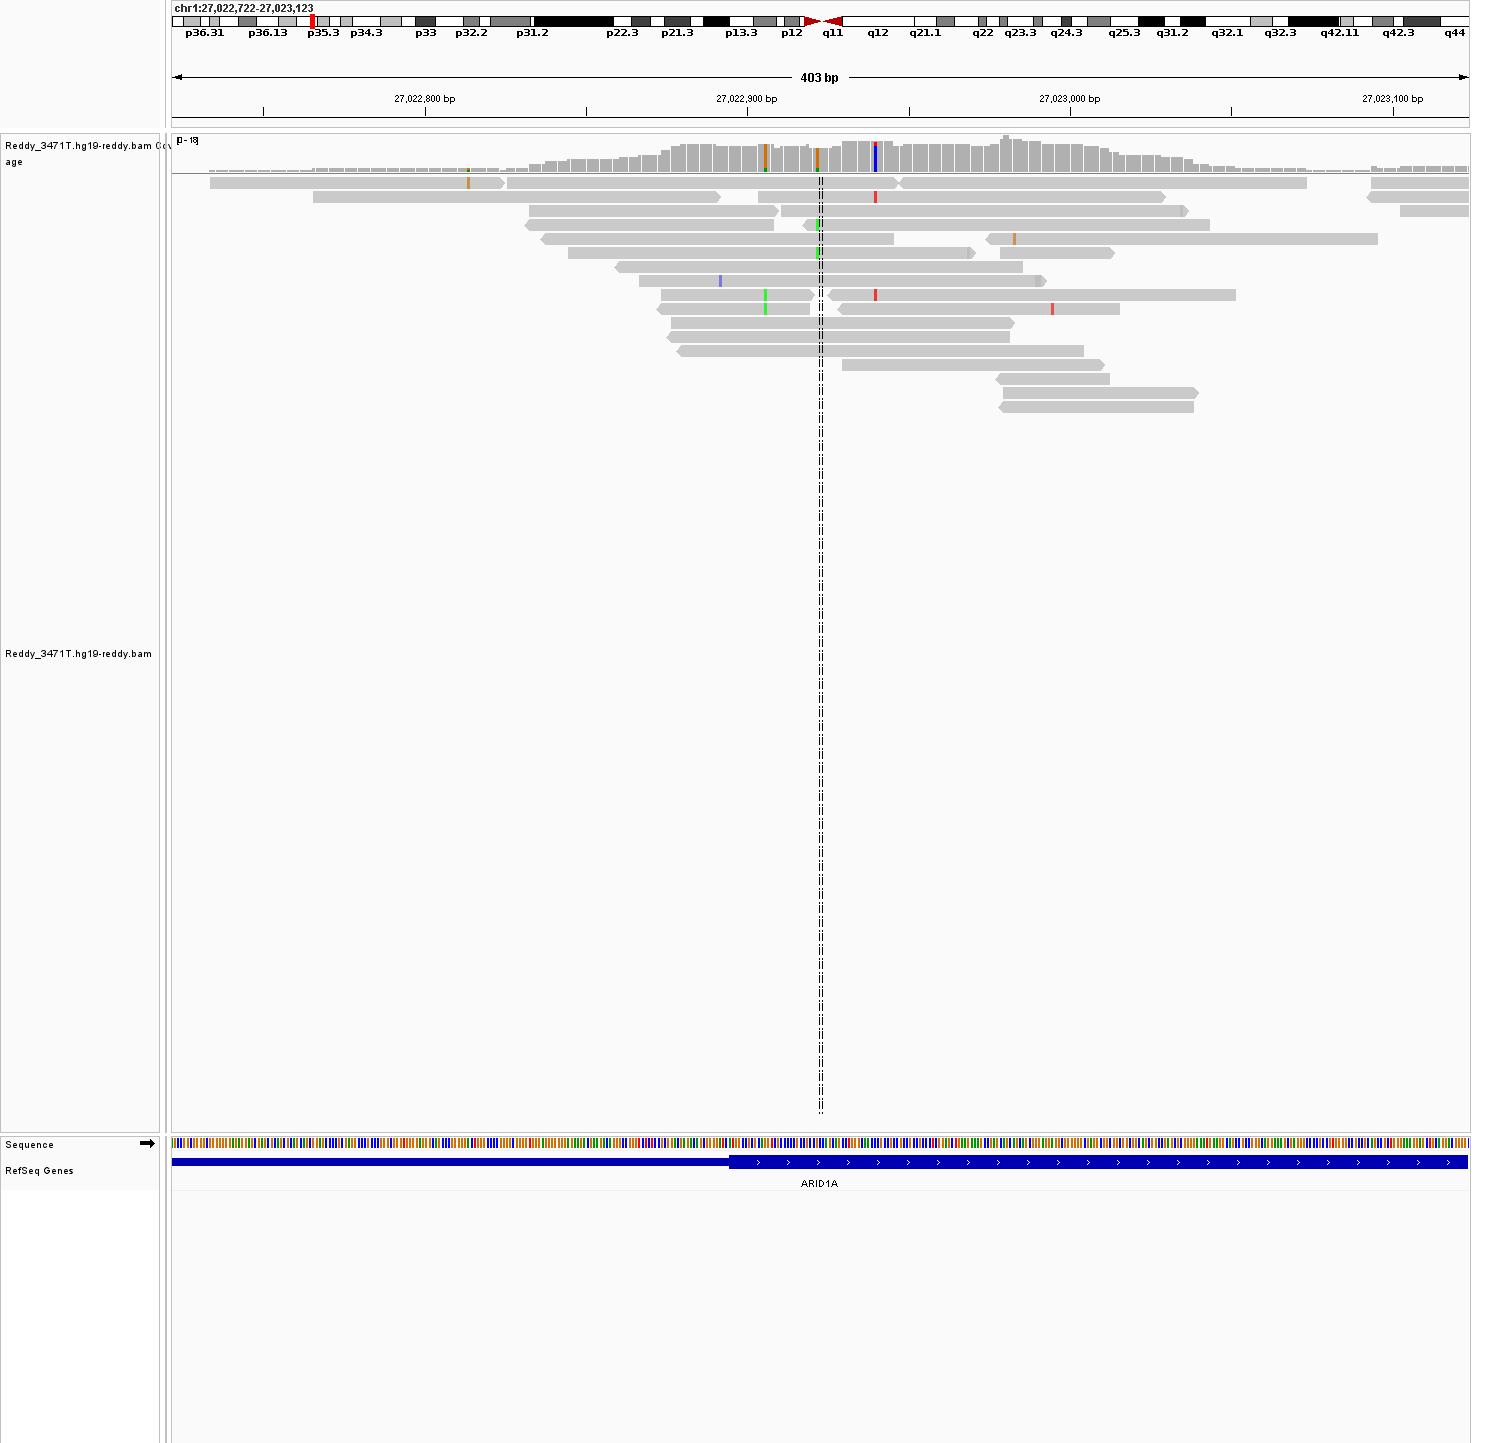 chr1:27,022,722-27,023,123
p36.31 p36.13 p35.3 p34.3 p33 p32.2 p31.2 p22.3 p21.3 p13.3 p12 q11 q12 q21.1 q22 q23.3 q24.3 q25.3 q31.2 q32.1 q32.3 q42.11 q42.3 q44
403 bp
27,022,800 bp 27,022,900 bp 27,023,000 bp 27,023,100 bp
Reddy_3471T.hg19-reddy.bam Cov
age
[0 - 18]
Reddy_3471T.hg19-reddy.bam
Sequence
RefSeq Genes
ARID1A